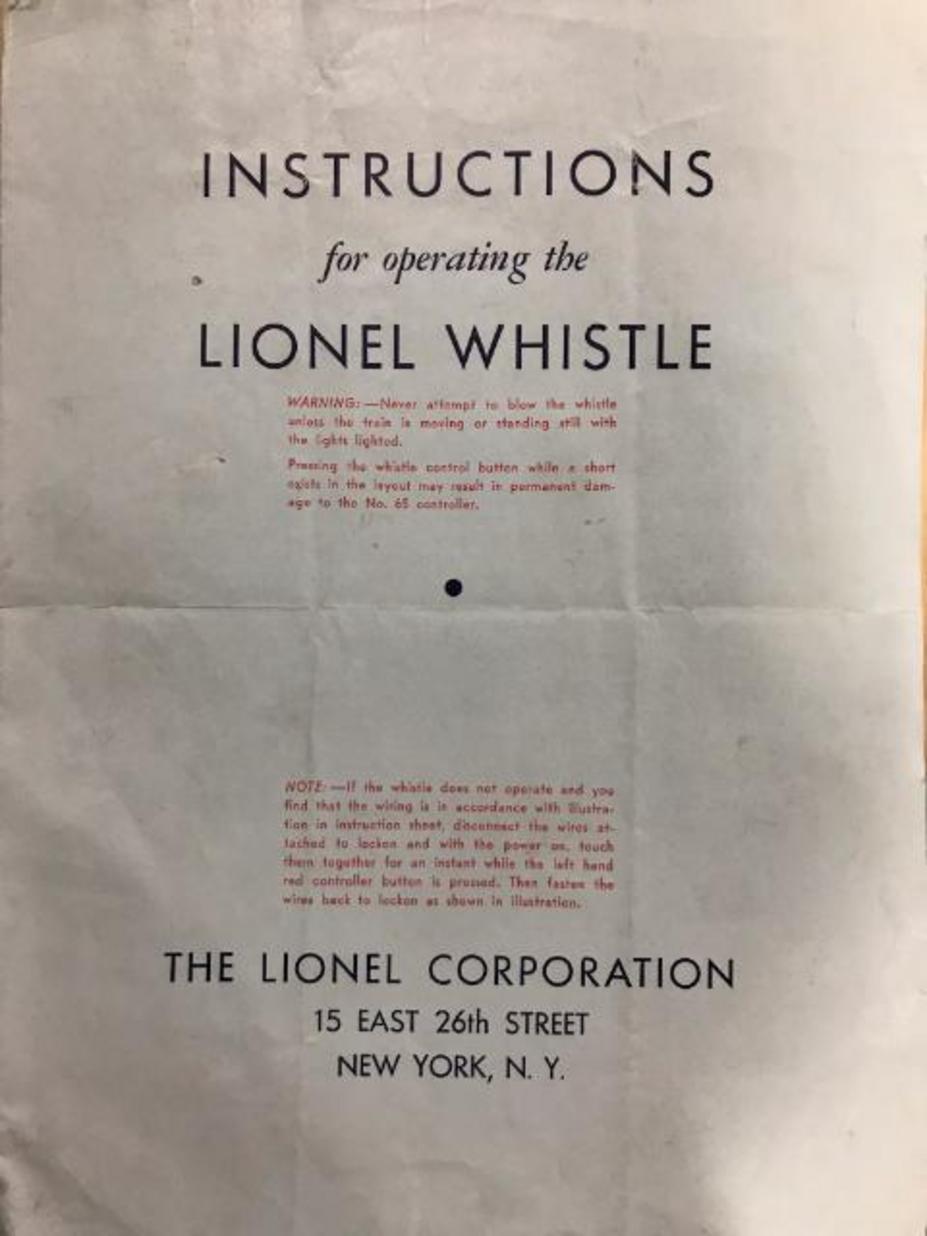 INSTRUCTIONS
for operating the
LIONEL WHISTLE
WARNING:—Never attempt to blow the whistle
unless the train is moving or standing still with
the lights lighted.
Pressing the whistle control button while a short
exists in the layout may result in permanent dam-
age to the No. 65 controller.
NOTE:—If the whistle does not operate and you
find that the wiring is in accordance with illustra-
tion in instruction sheet, disconnect the wires at-
tached to lockon and with the power on, touch
them together for an instant while the left hand
red controller button is pressed. Then fasten the
wires back to lockon as shown in illustration.
THE LIONEL CORPORATION
15 EAST 26th STREET
NEW YORK, N. Y.